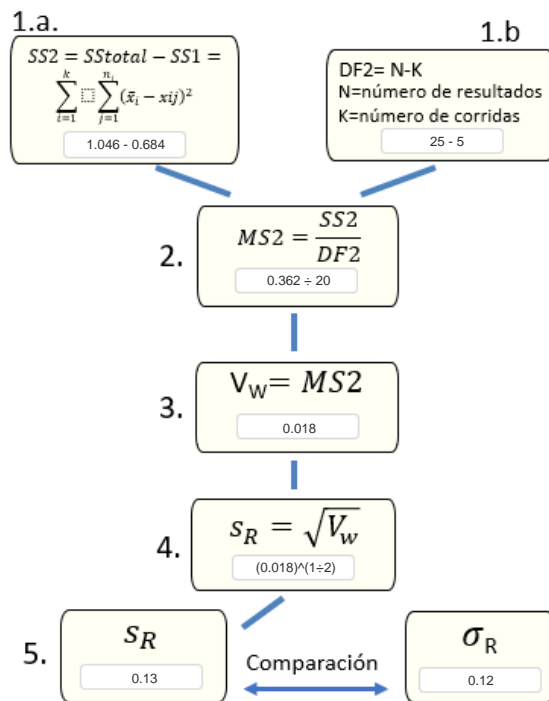 1.a.
SS2 = SStotal − SS1 =
k n_i
∑ ∑(x̄_i − xij)²
i=1 j=1
1.046 - 0.684
1.b
DF2= N-K
N=número de resultados
K=número de corridas
25 - 5
2.
MS2 = SS2/DF2
0.362 ÷ 20
3.
V_W= MS2
0.018
4.
s_R = √V_w
(0.018)^(1÷2)
5.
s_R
0.13
Comparación
σ_R
0.12